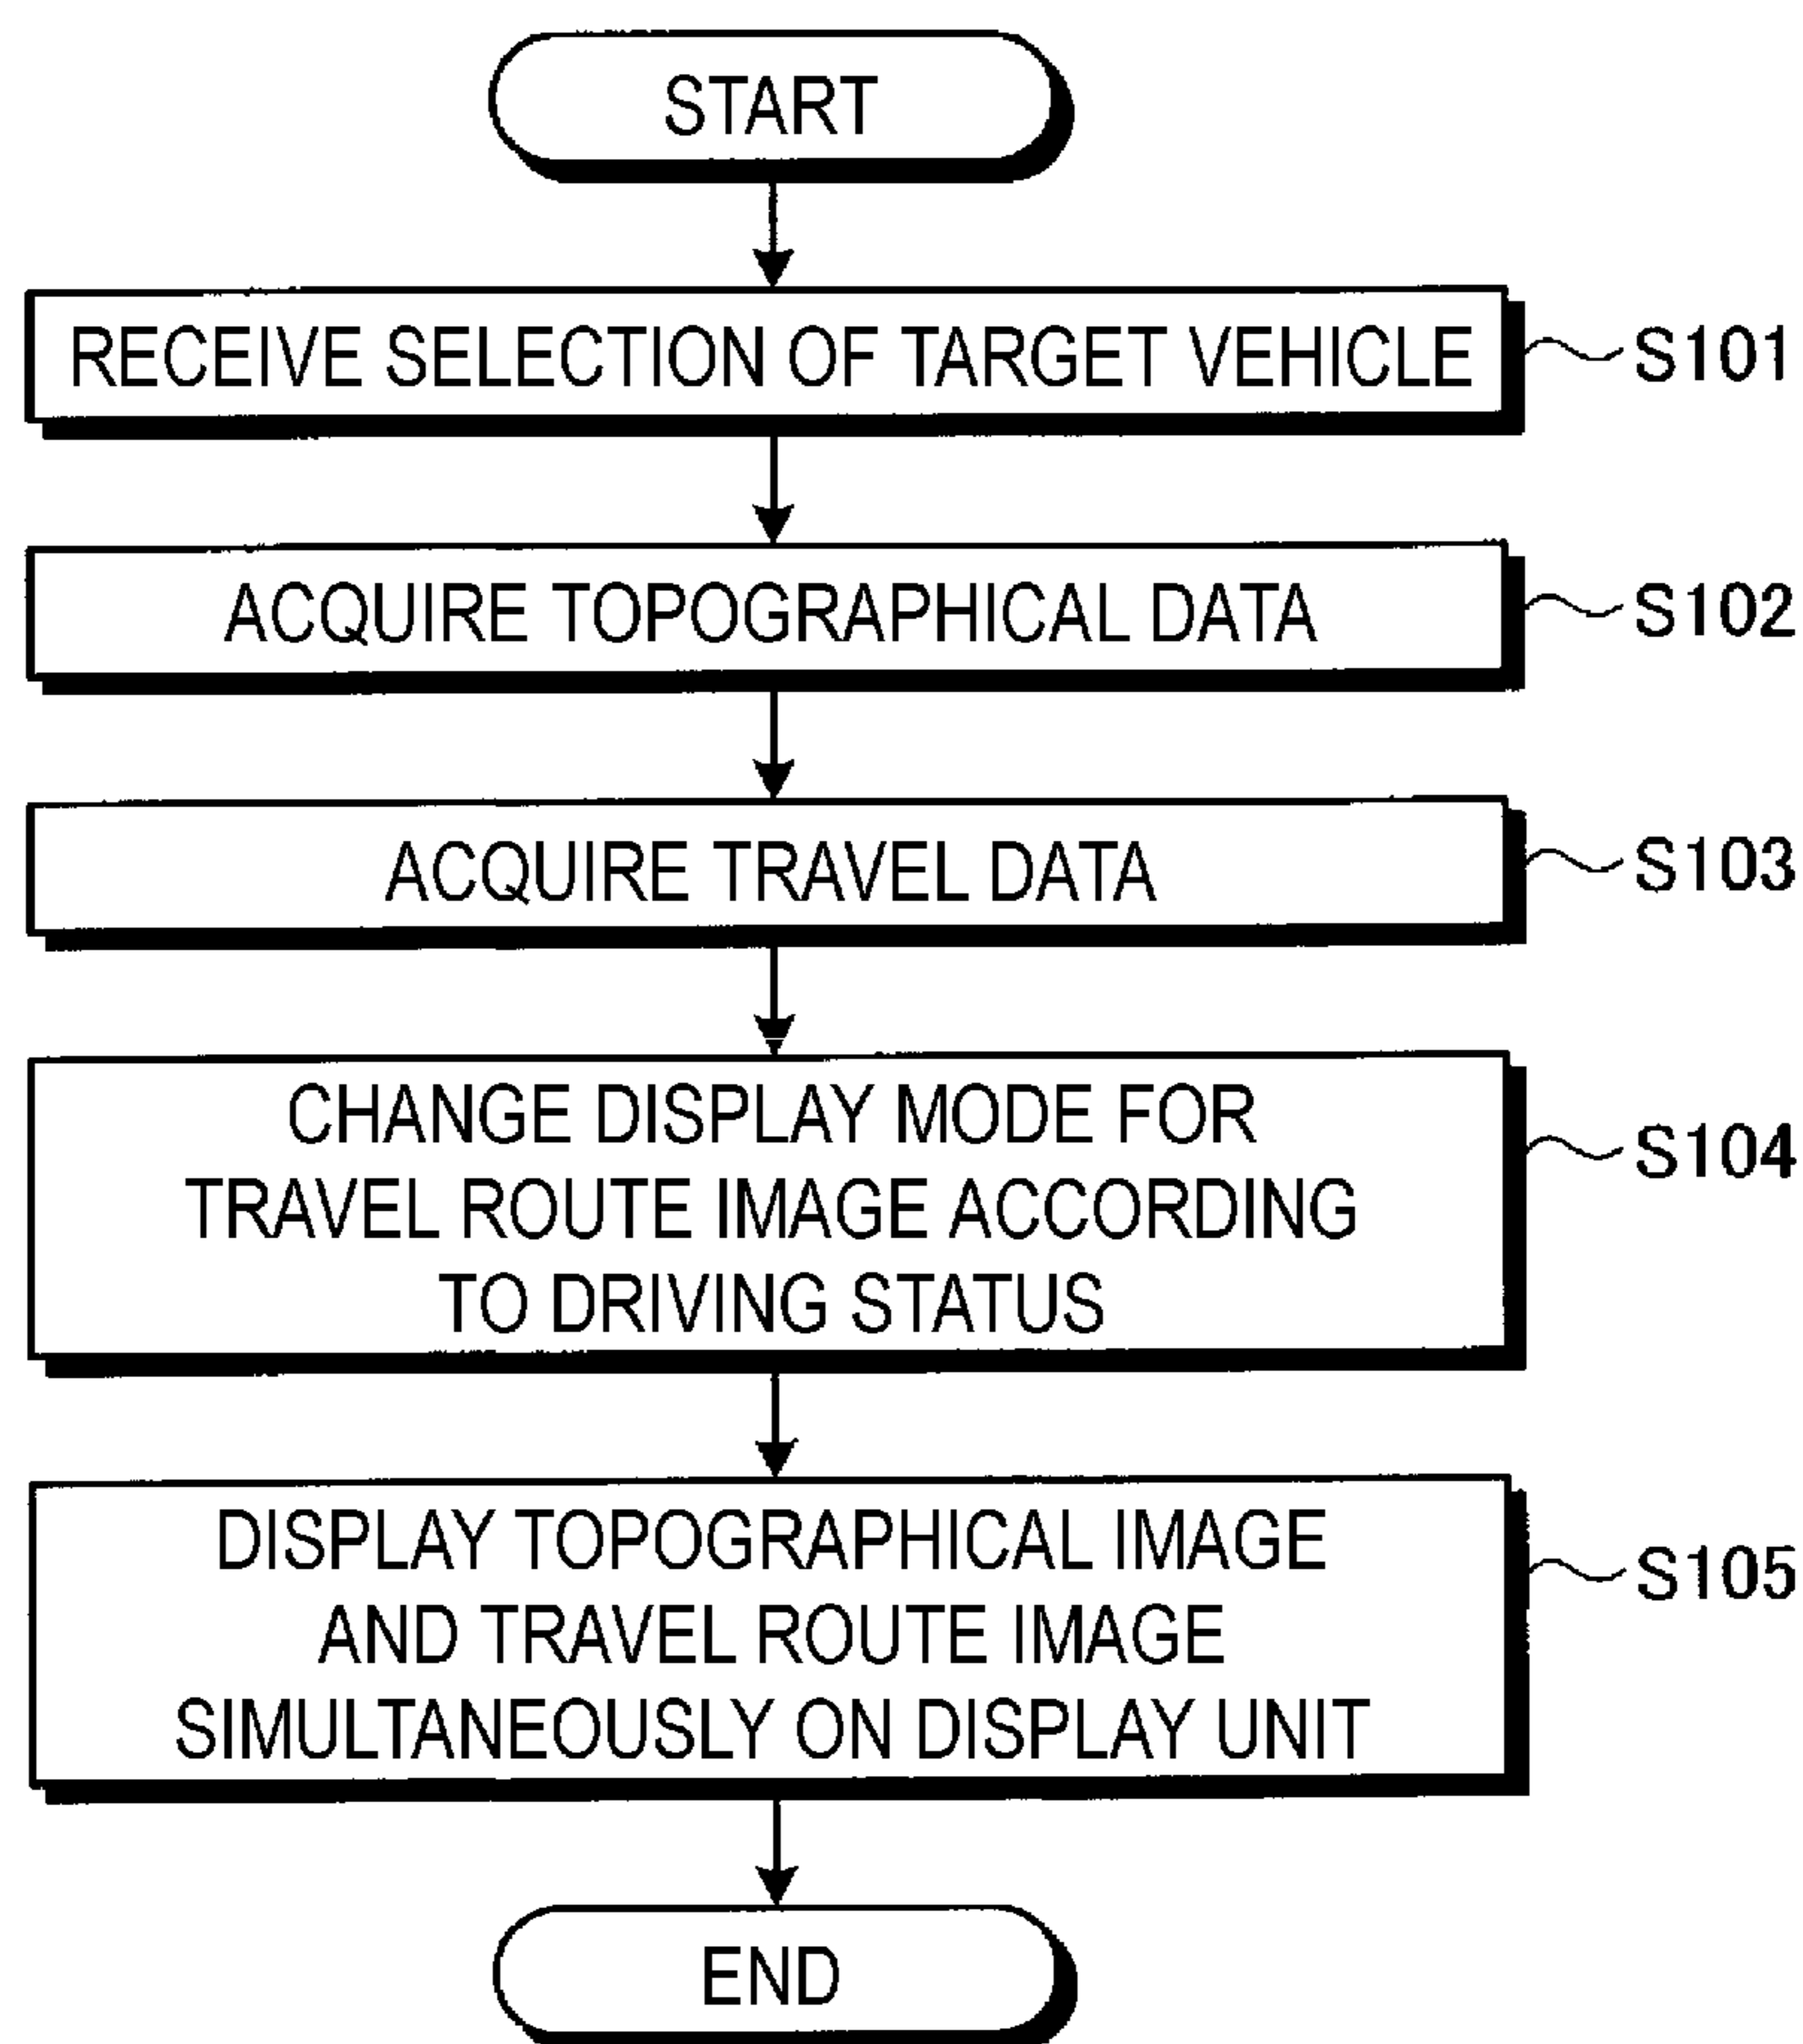 START
RECEIVE SELECTION OF TARGET VEHICLE
S101
ACQUIRE TOPOGRAPHICAL DATA
S102
ACQUIRE TRAVEL DATA
S103
CHANGE DISPLAY MODE FOR
TRAVEL ROUTE IMAGE ACCORDING
TO DRIVING STATUS
S104
DISPLAY TOPOGRAPHICAL IMAGE
AND TRAVEL ROUTE IMAGE
SIMULTANEOUSLY ON DISPLAY UNIT
S105
END